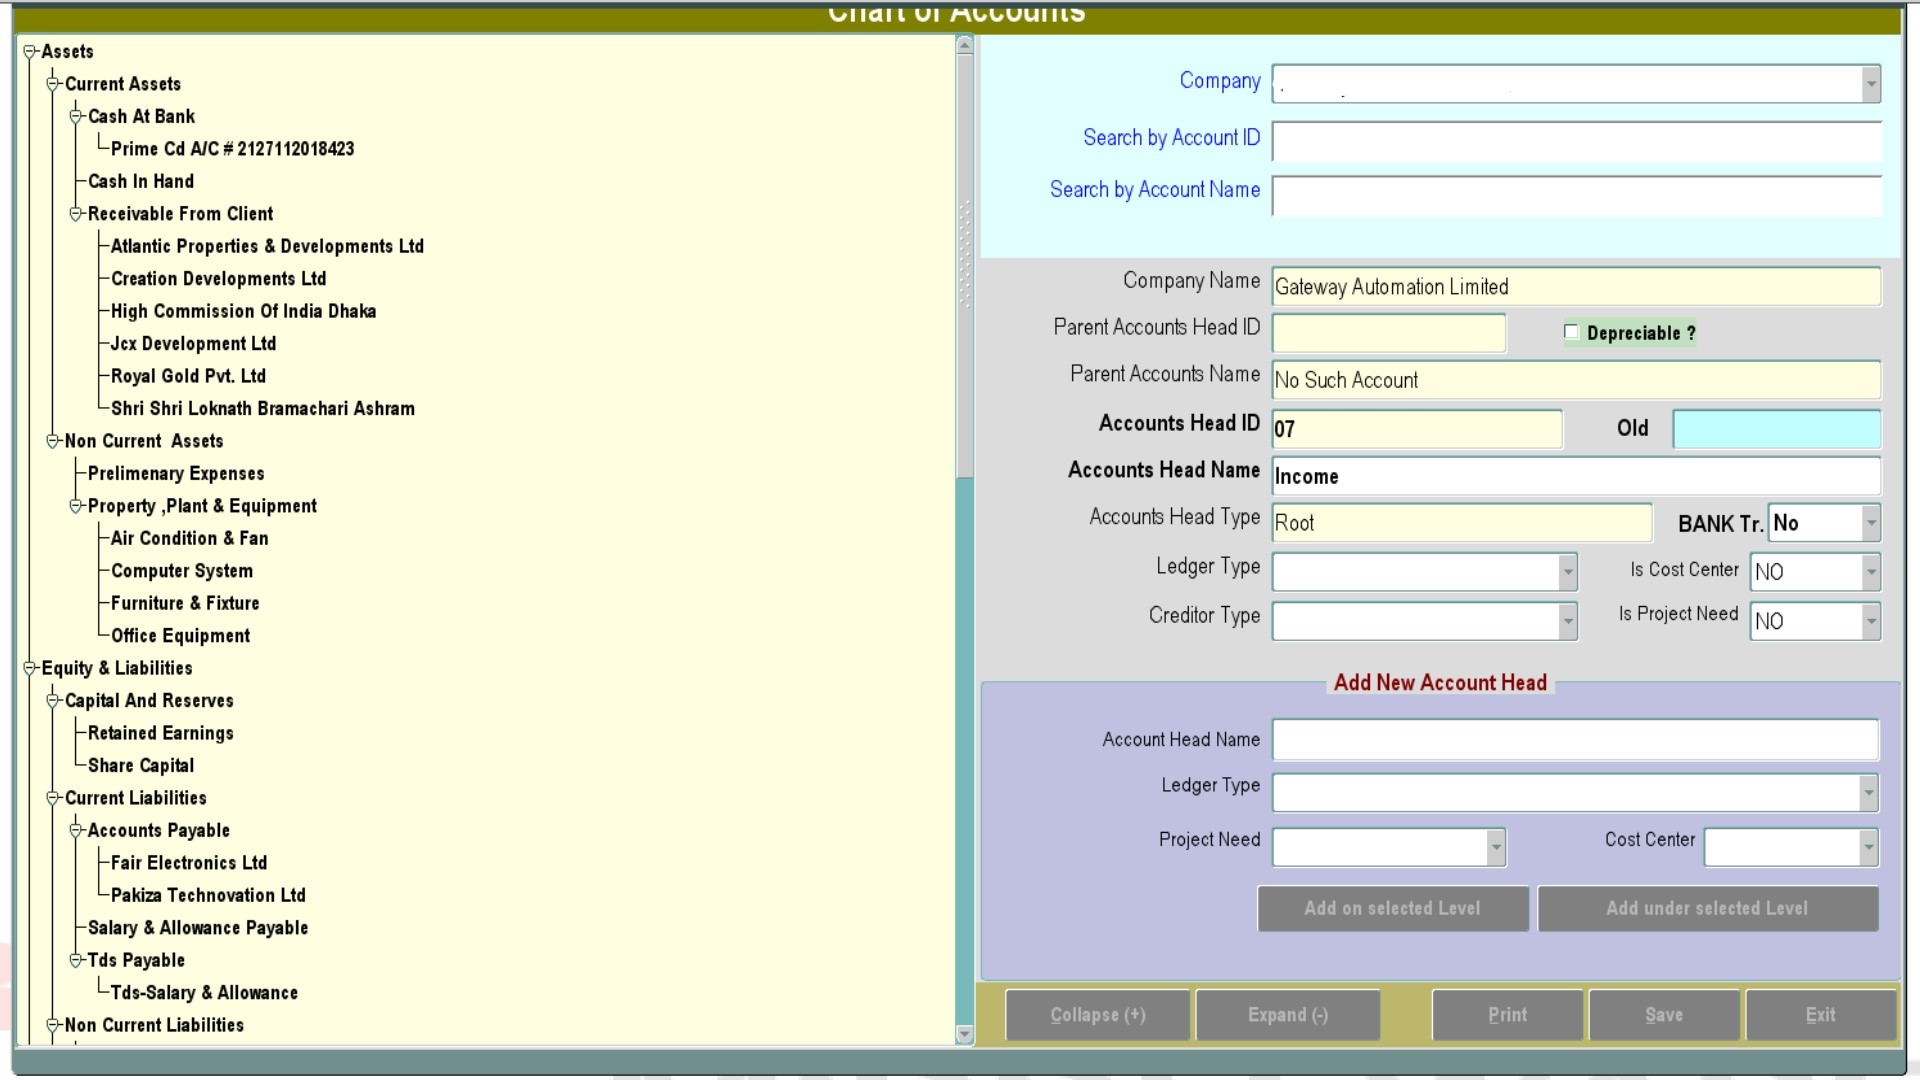 Chart of Accounts
Assets
Current Assets
Cash At Bank
Prime Cd A/C # 2127112018423
Cash In Hand
Receivable From Client
Atlantic Properties & Developments Ltd
Creation Developments Ltd
High Commission Of India Dhaka
Jcx Development Ltd
Royal Gold Pvt. Ltd
Shri Shri Loknath Bramachari Ashram
Non Current Assets
Prelimenary Expenses
Property ,Plant & Equipment
Air Condition & Fan
Computer System
Furniture & Fixture
Office Equipment
Equity & Liabilities
Capital And Reserves
Retained Earnings
Share Capital
Current Liabilities
Accounts Payable
Fair Electronics Ltd
Pakiza Technovation Ltd
Salary & Allowance Payable
Tds Payable
Tds-Salary & Allowance
Non Current Liabilities
Company
Search by Account ID
Search by Account Name
Company Name Gateway Automation Limited
Parent Accounts Head ID Depreciable ?
Parent Accounts Name No Such Account
Accounts Head ID 07 Old
Accounts Head Name Income
Accounts Head Type Root BANK Tr. No
Ledger Type Is Cost Center NO
Creditor Type Is Project Need NO
Add New Account Head
Account Head Name
Ledger Type
Project Need Cost Center
Add on selected Level Add under selected Level
Collapse (+) Expand (-) Print Save Exit